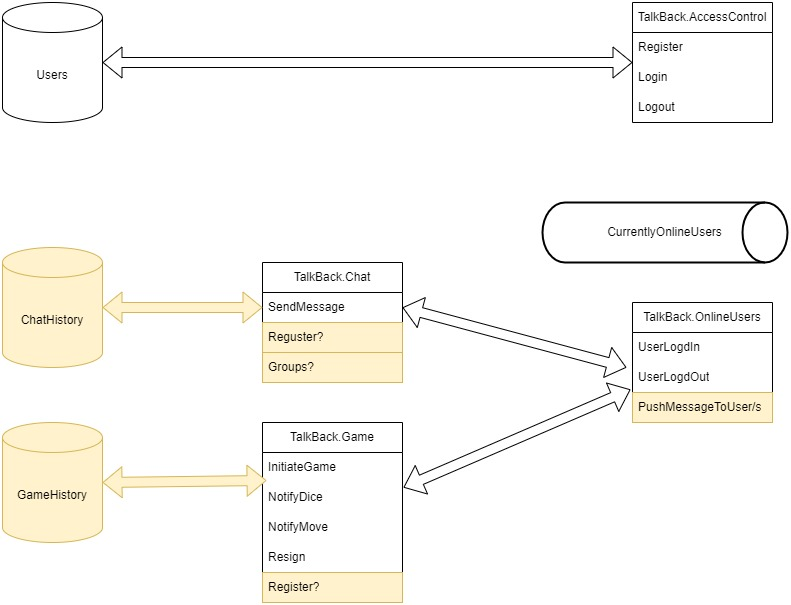 Users
TalkBack.AccessControl
Register
Login
Logout
CurrentlyOnlineUsers
ChatHistory
TalkBack.Chat
SendMessage
Reguster?
Groups?
TalkBack.OnlineUsers
UserLogdIn
UserLogdOut
PushMessageToUser/s
GameHistory
TalkBack.Game
InitiateGame
NotifyDice
NotifyMove
Resign
Register?